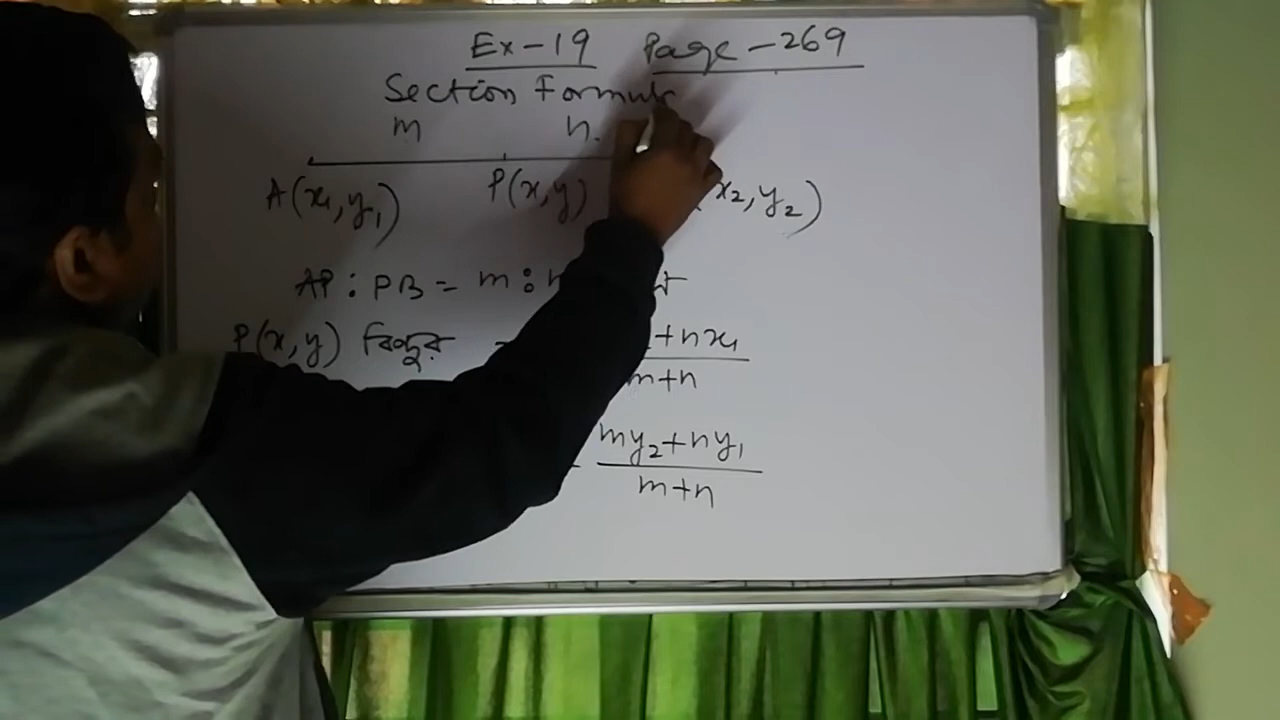 Ex-19 Page-269
Section Formula
m n
A(x₁,y₁) P(x,y) x₂,y₂)
AP : PB = m :
P(x,y) বিন্দুর +nx₁
m+n
my₂+ny₁
m+n